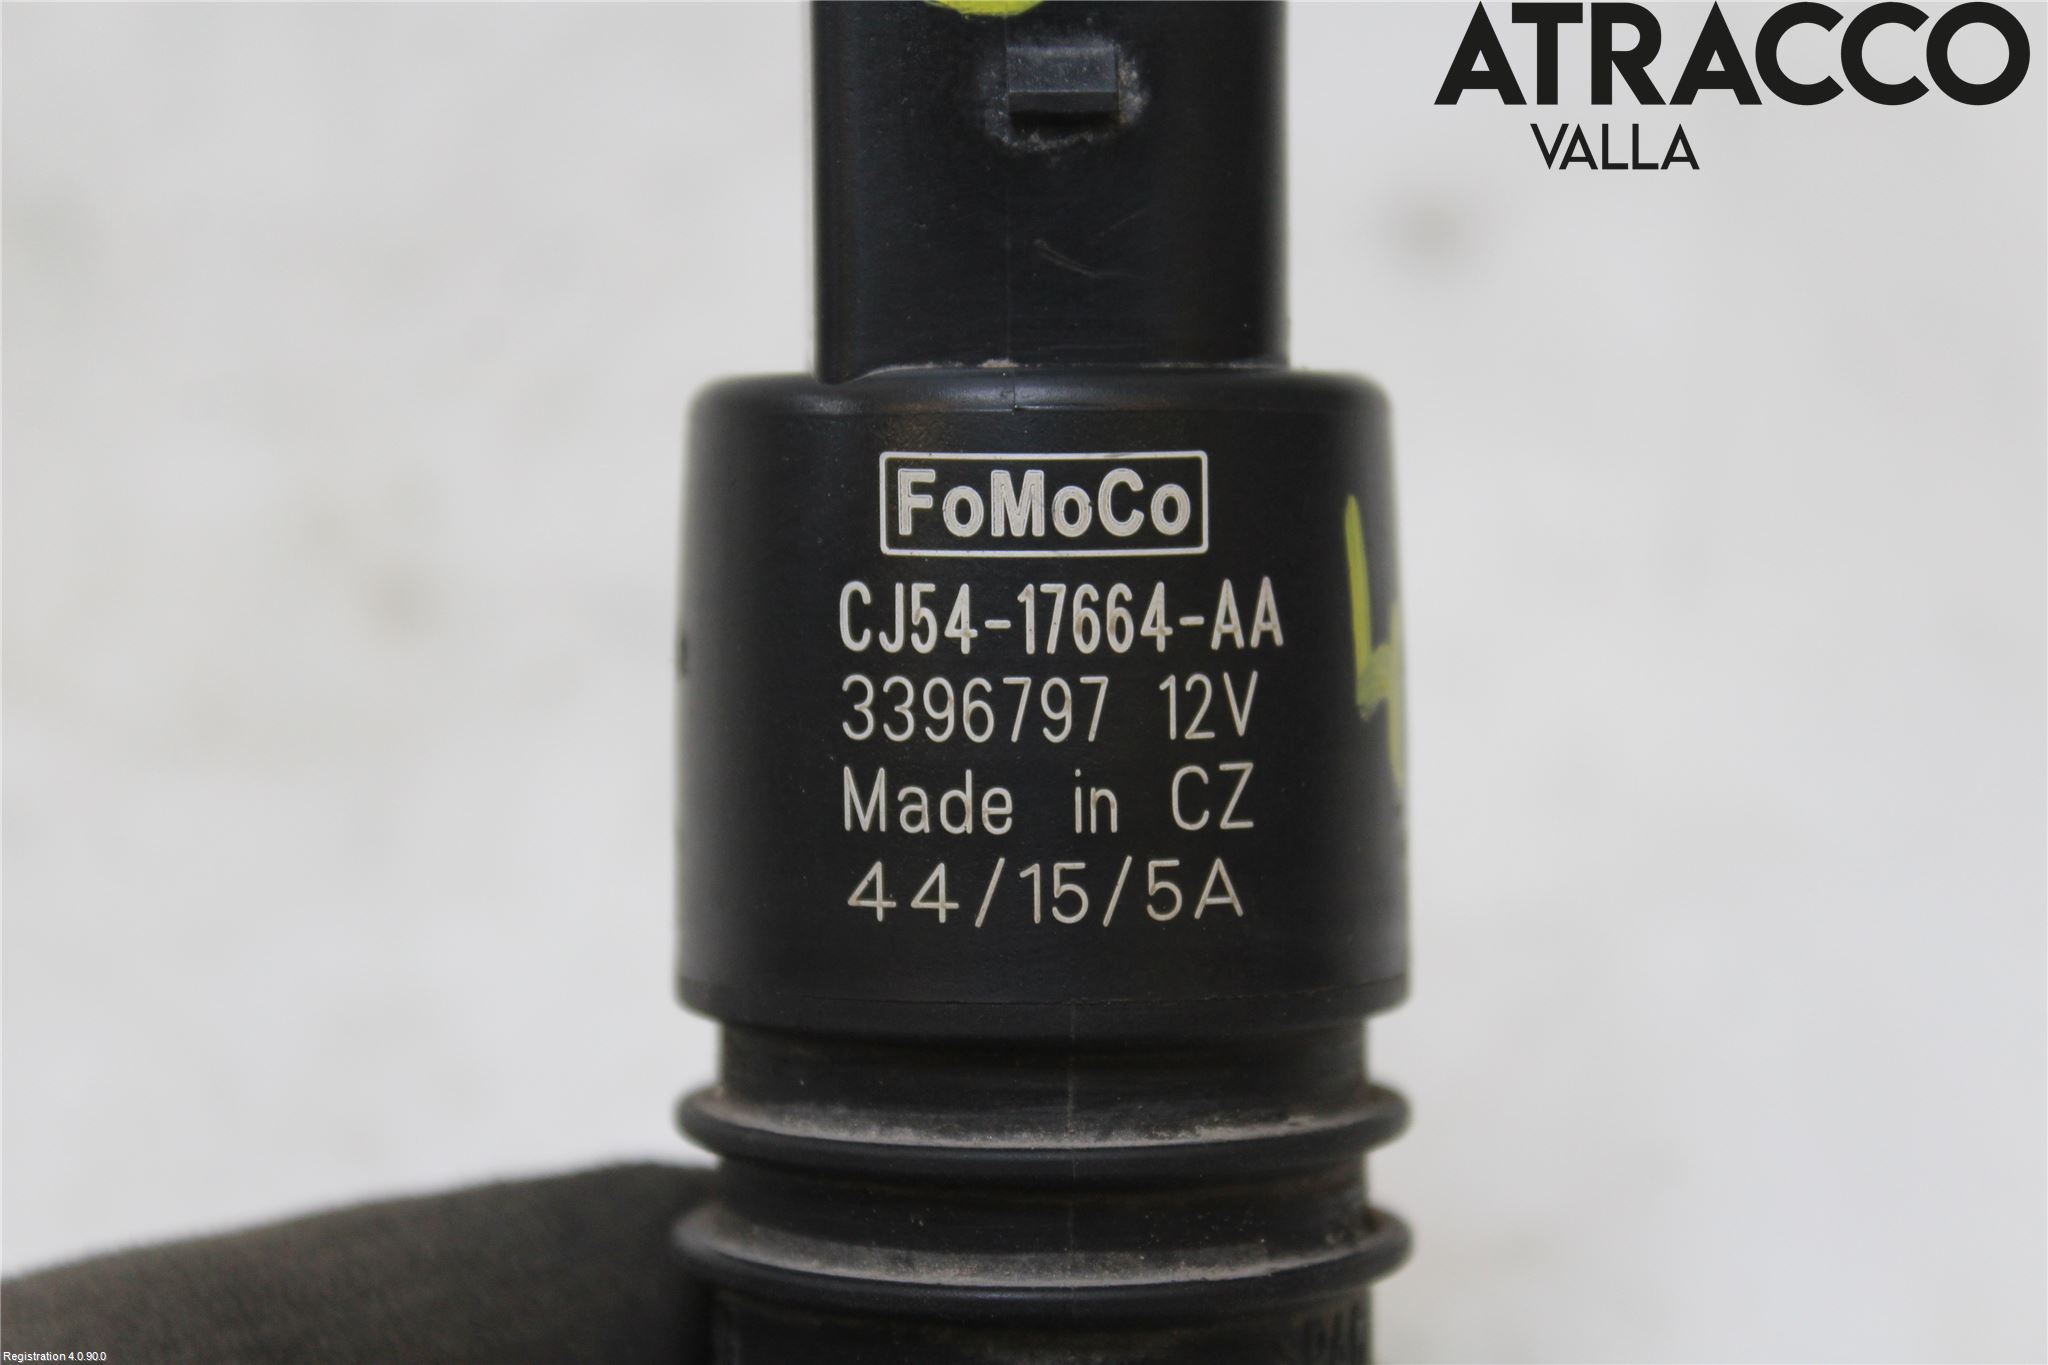 ATRACCO
VALLA
FoMoCo
CJ54-17664-AA
3396797 12V
Made in CZ
44/15/5A
4
Registration 4.0.90.0